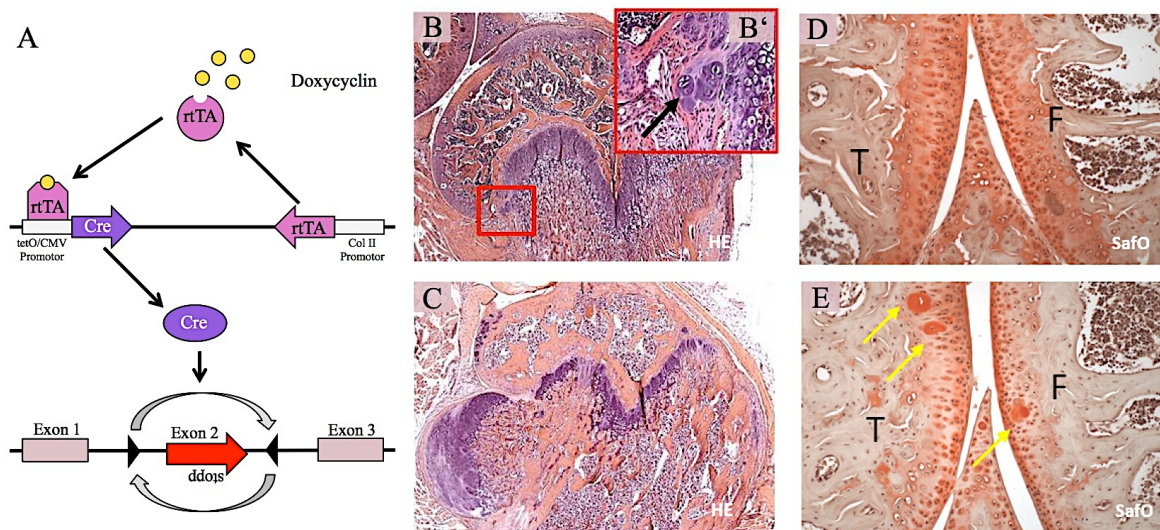 A
Doxycyclin
rtTA
rtTA
Cre
rtTA
tetO/CMV
Promotor
Col II
Promotor
Cre
Exon 1
Exon 2
Exon 3
stopp
B
B‘
HE
C
HE
D
T
F
SafO
E
T
F
SafO